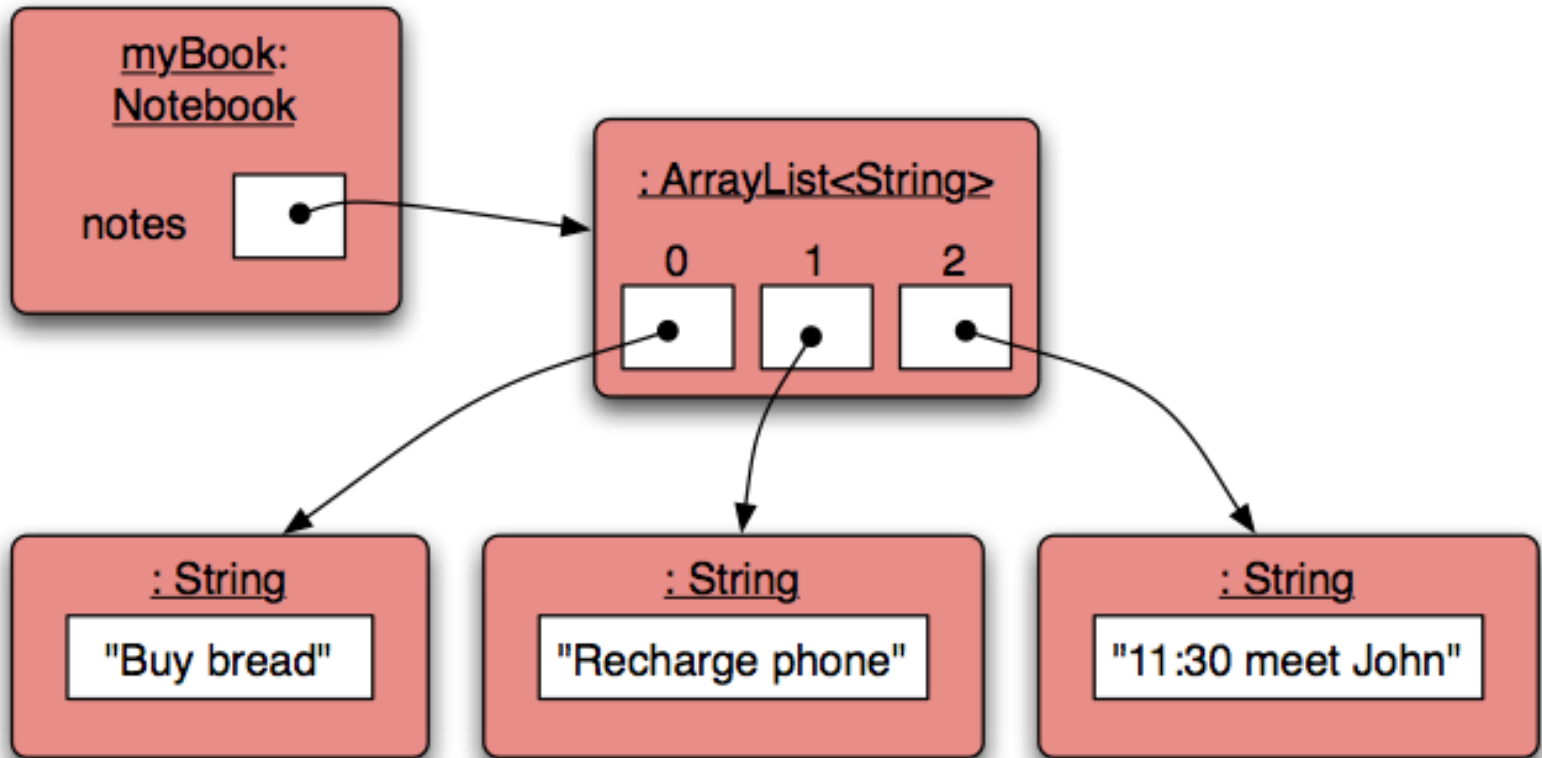 myBook:
Notebook
notes
: ArrayList<String>
0 1 2
: String
"Buy bread"
: String
"Recharge phone"
: String
"11:30 meet John"